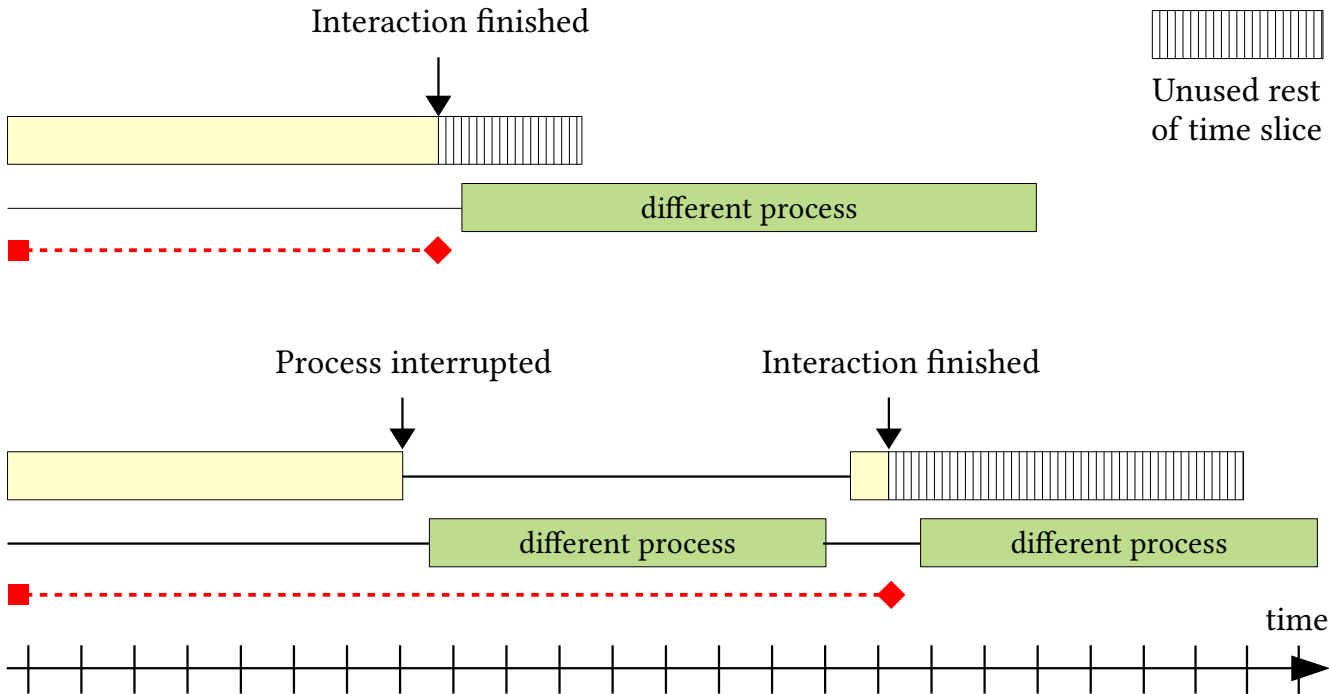 Interaction finished
Unused rest
of time slice
different process
Process interrupted
Interaction finished
different process
different process
time